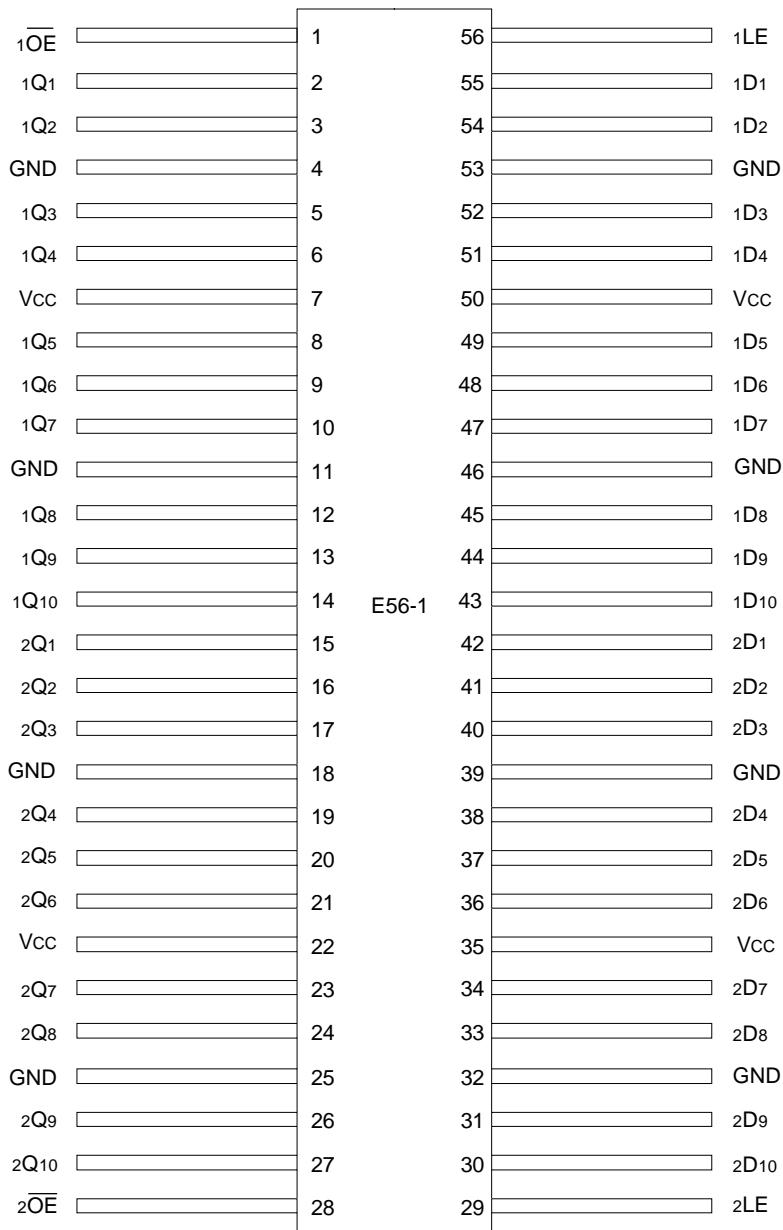 1OE 1 56 1LE
1Q1 2 55 1D1
1Q2 3 54 1D2
GND 4 53 GND
1Q3 5 52 1D3
1Q4 6 51 1D4
VCC 7 50 VCC
1Q5 8 49 1D5
1Q6 9 48 1D6
1Q7 10 47 1D7
GND 11 46 GND
1Q8 12 45 1D8
1Q9 13 44 1D9
1Q10 14 E56-1 43 1D10
2Q1 15 42 2D1
2Q2 16 41 2D2
2Q3 17 40 2D3
GND 18 39 GND
2Q4 19 38 2D4
2Q5 20 37 2D5
2Q6 21 36 2D6
VCC 22 35 VCC
2Q7 23 34 2D7
2Q8 24 33 2D8
GND 25 32 GND
2Q9 26 31 2D9
2Q10 27 30 2D10
2OE 28 29 2LE